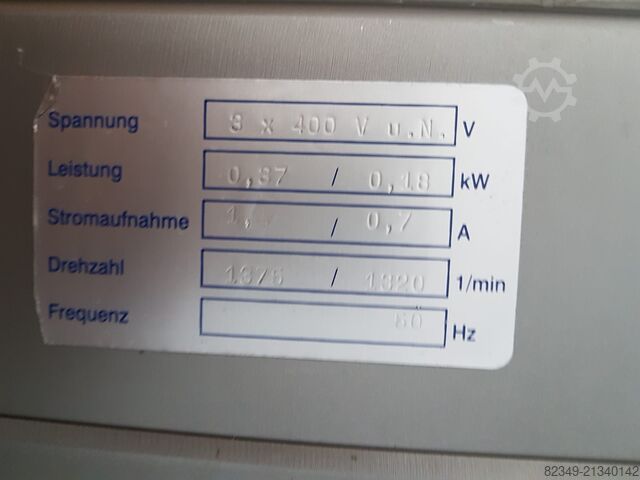 Spannung 3 x 400 V u.N. V
Leistung 0,37 / 0,18 kW
Stromaufnahme 1, / 0,7 A
Drehzahl 1375 / 1320 1/min
Frequenz 50 Hz
82349-21340142